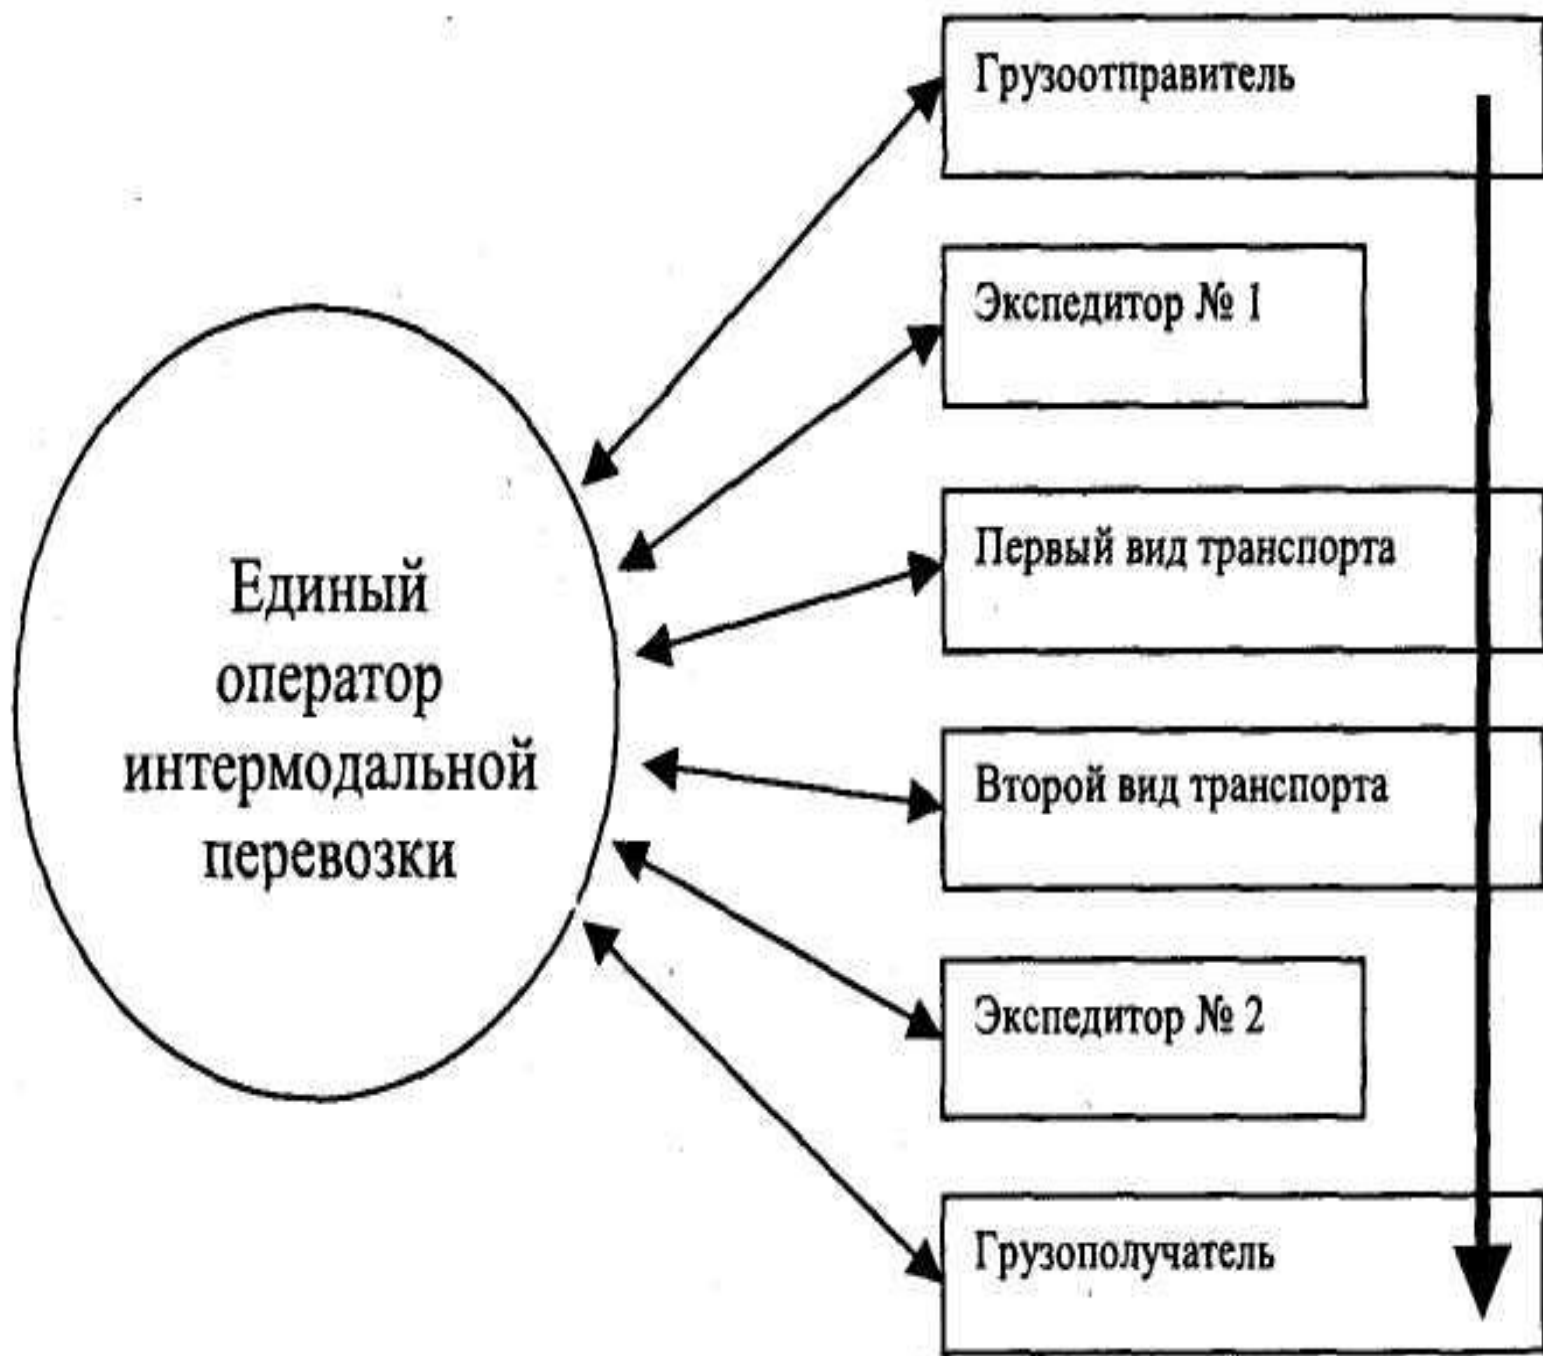 Грузоотправитель
Экспедитор № 1
Первый вид транспорта
Единый
оператор
интермодальной
перевозки
Второй вид транспорта
Экспедитор № 2
Грузополучатель